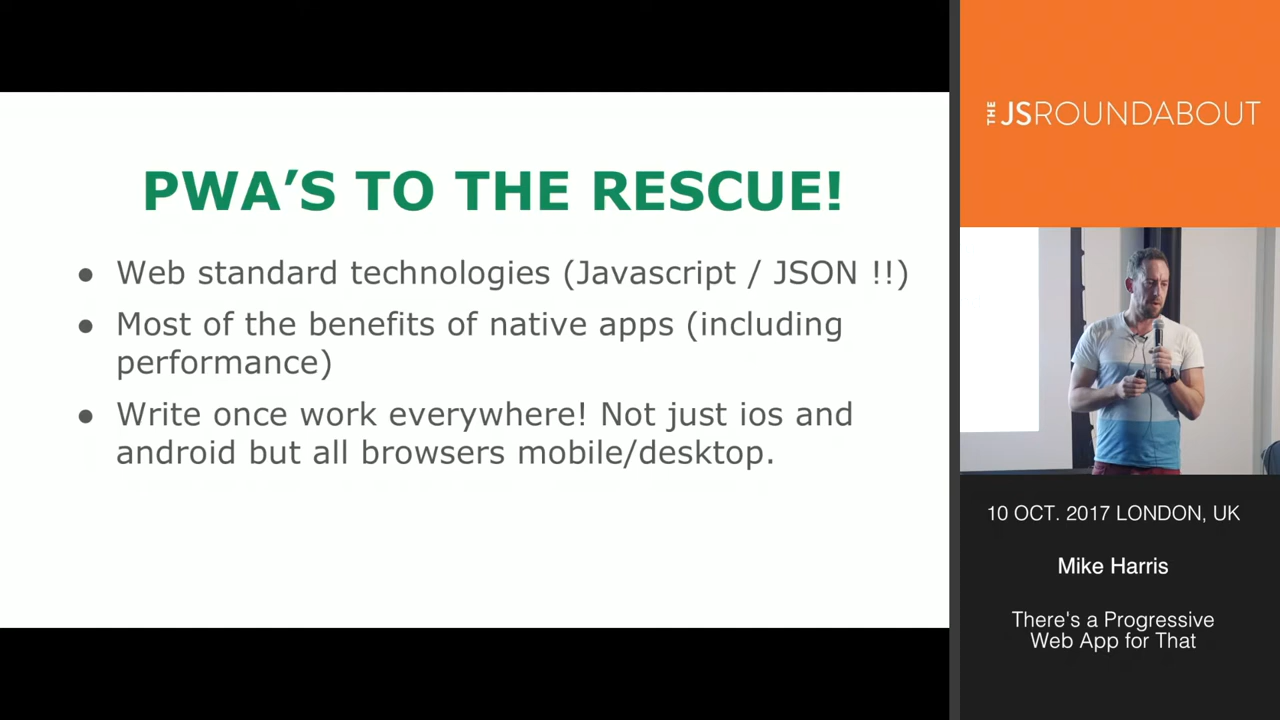 PWA’S TO THE RESCUE!
● Web standard technologies (Javascript / JSON !!)
● Most of the benefits of native apps (including
performance)
● Write once work everywhere! Not just ios and
android but all browsers mobile/desktop.
THE JSROUNDABOUT
10 OCT. 2017 LONDON, UK
Mike Harris
There's a Progressive
Web App for That